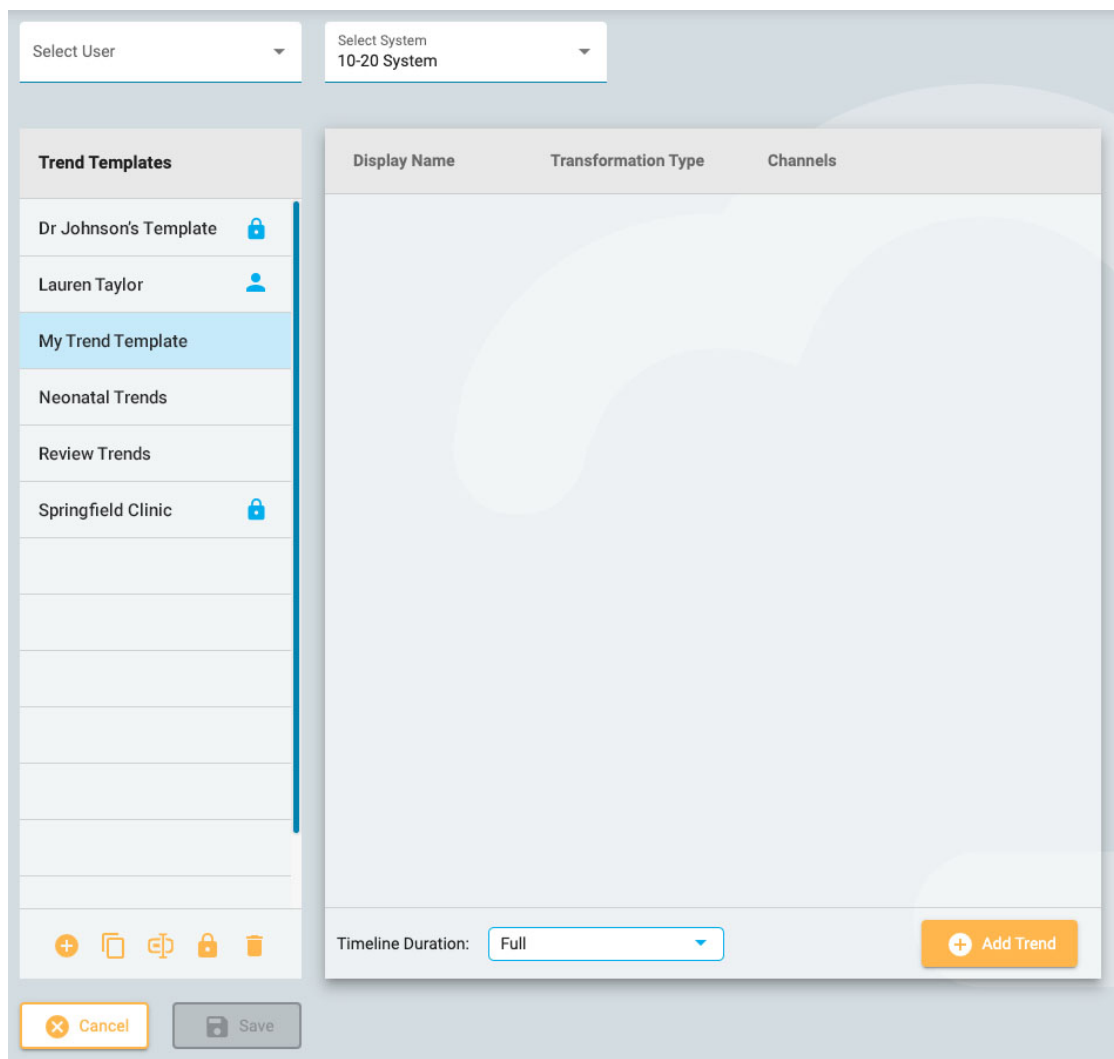 Select User
Select System
10-20 System
Trend Templates
Dr Johnson's Template
Lauren Taylor
My Trend Template
Neonatal Trends
Review Trends
Springfield Clinic
Display Name Transformation Type Channels
Timeline Duration: Full
Add Trend
Cancel
Save